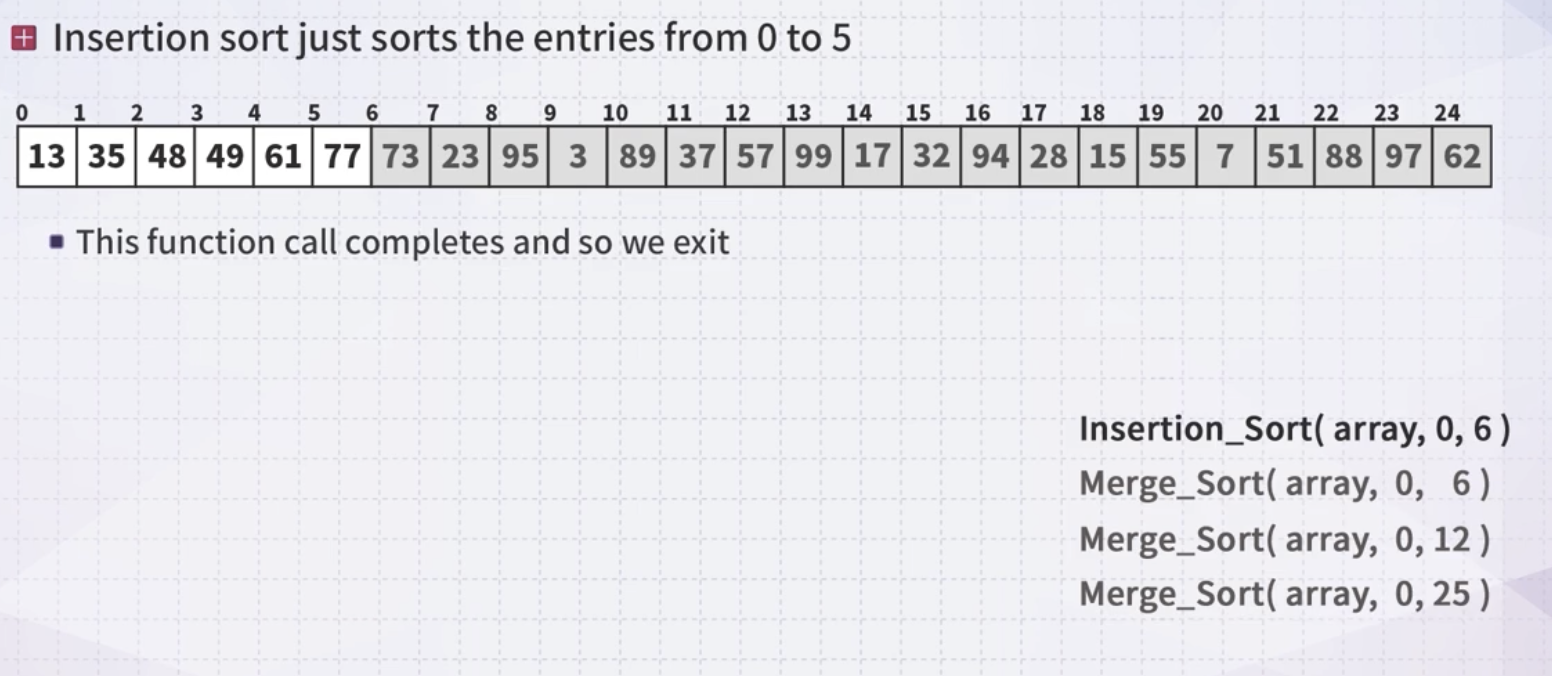 Insertion sort just sorts the entries from 0 to 5
0 1 2 3 4 5 6 7 8 9 10 11 12 13 14 15 16 17 18 19 20 21 22 23 24
13 35 48 49 61 77 73 23 95 3 89 37 57 99 17 32 94 28 15 55 7 51 88 97 62
This function call completes and so we exit
Insertion_Sort( array, 0, 6 )
Merge_Sort( array, 0, 6 )
Merge_Sort( array, 0, 12 )
Merge_Sort( array, 0, 25 )